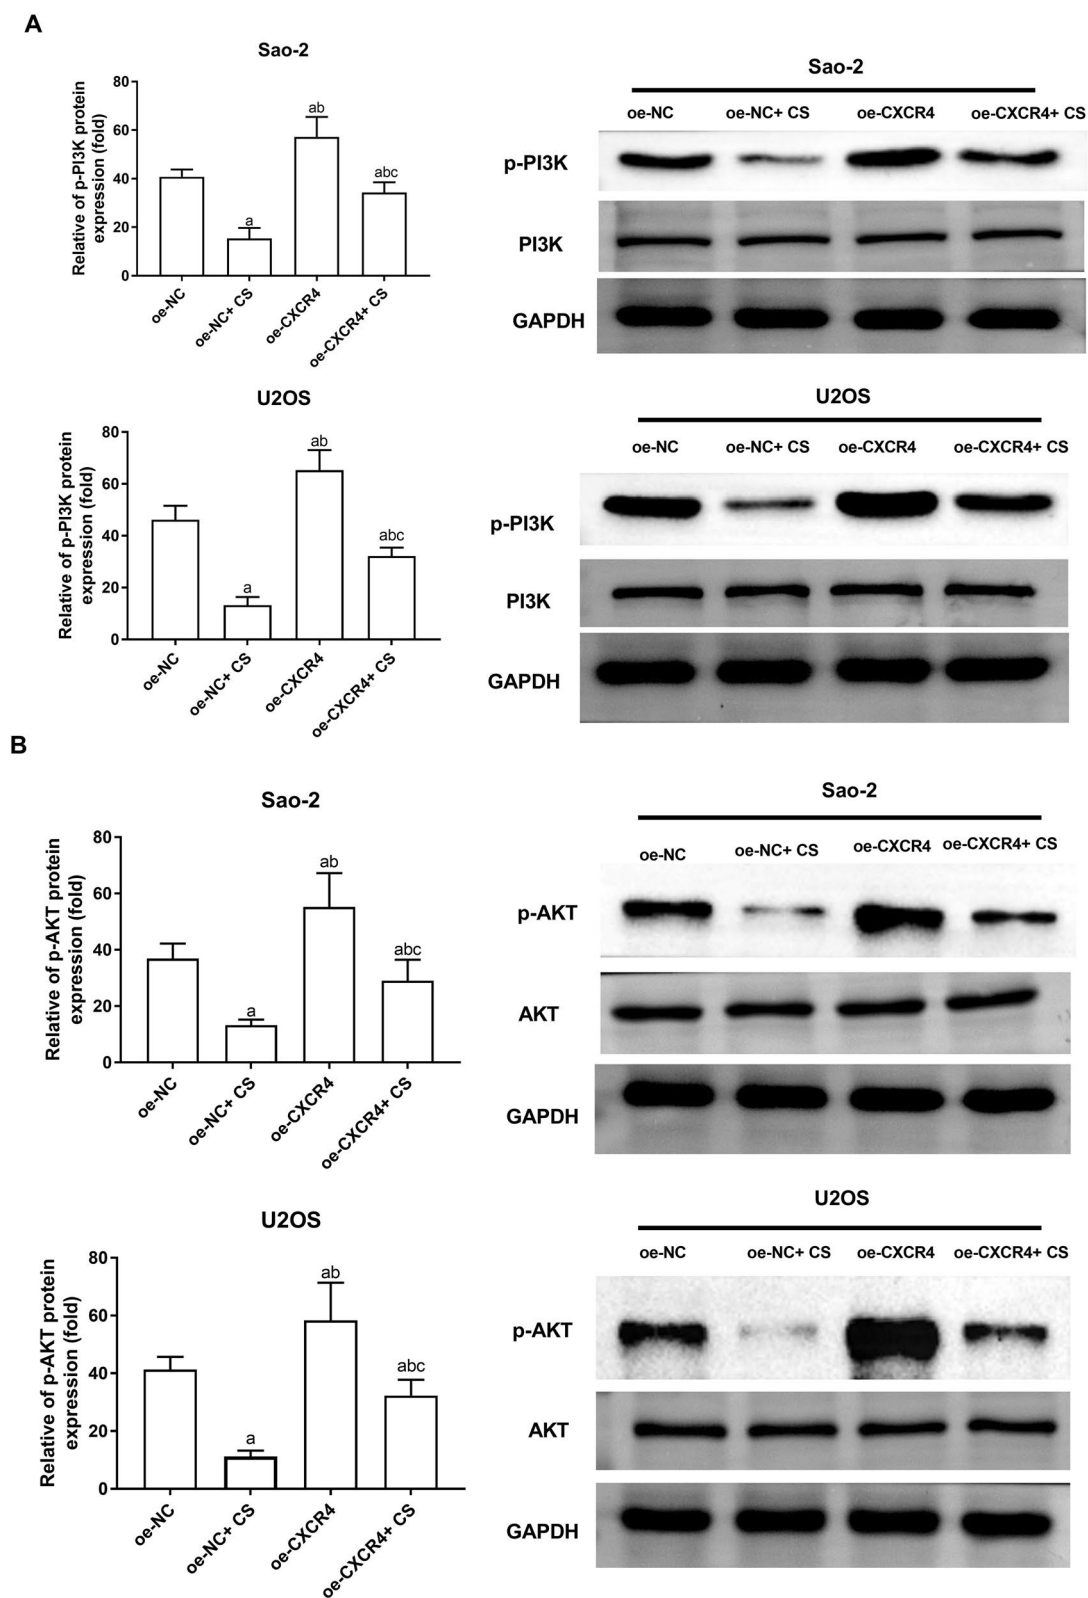 A
Sao-2
Relative of p-PI3K protein
expression (fold)
80
60
40
20
0
a
ab
abc
oe-NC
oe-NC+ CS
oe-CXCR4
oe-CXCR4+ CS
Sao-2
oe-NC oe-NC+ CS oe-CXCR4 oe-CXCR4+ CS
p-PI3K
PI3K
GAPDH
U2OS
Relative of p-PI3K protein
expression (fold)
80
60
40
20
0
a
ab
abc
oe-NC
oe-NC+ CS
oe-CXCR4
oe-CXCR4+ CS
U2OS
oe-NC oe-NC+ CS oe-CXCR4 oe-CXCR4+ CS
p-PI3K
PI3K
GAPDH
B
Sao-2
Relative of p-AKT protein
expression (fold)
80
60
40
20
0
a
ab
abc
oe-NC
oe-NC+ CS
oe-CXCR4
oe-CXCR4+ CS
Sao-2
oe-NC oe-NC+ CS oe-CXCR4 oe-CXCR4+ CS
p-AKT
AKT
GAPDH
U2OS
Relative of p-AKT protein
expression (fold)
80
60
40
20
0
a
ab
abc
oe-NC
oe-NC+ CS
oe-CXCR4
oe-CXCR4+ CS
U2OS
oe-NC oe-NC+ CS oe-CXCR4 oe-CXCR4+ CS
p-AKT
AKT
GAPDH